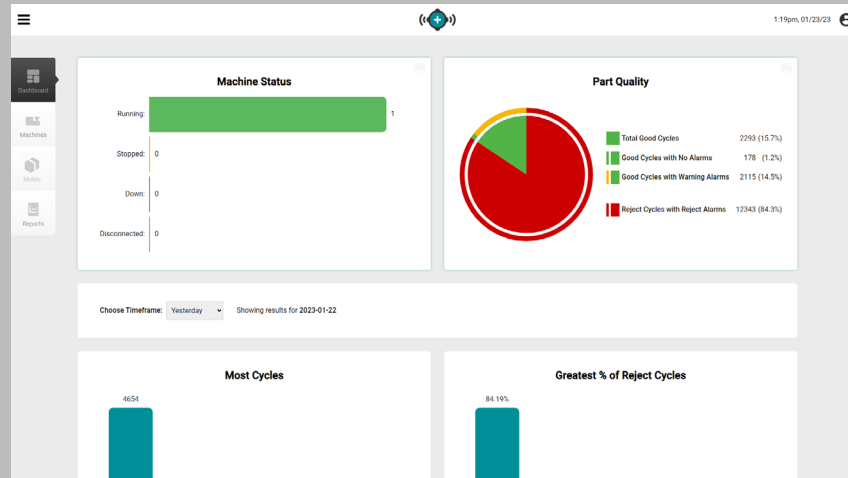 1:19pm, 01/23/23
Dashboard
Machines
Molds
Reports
Machine Status
Running: 1
Stopped: 0
Down: 0
Disconnected: 0
Part Quality
Total Good Cycles 2293 (15.7%)
Good Cycles with No Alarms 178 (1.2%)
Good Cycles with Warning Alarms 2115 (14.5%)
Reject Cycles with Reject Alarms 12343 (84.3%)
Choose Timeframe: Yesterday Showing results for 2023-01-22
Most Cycles
4654
Greatest % of Reject Cycles
84.19%